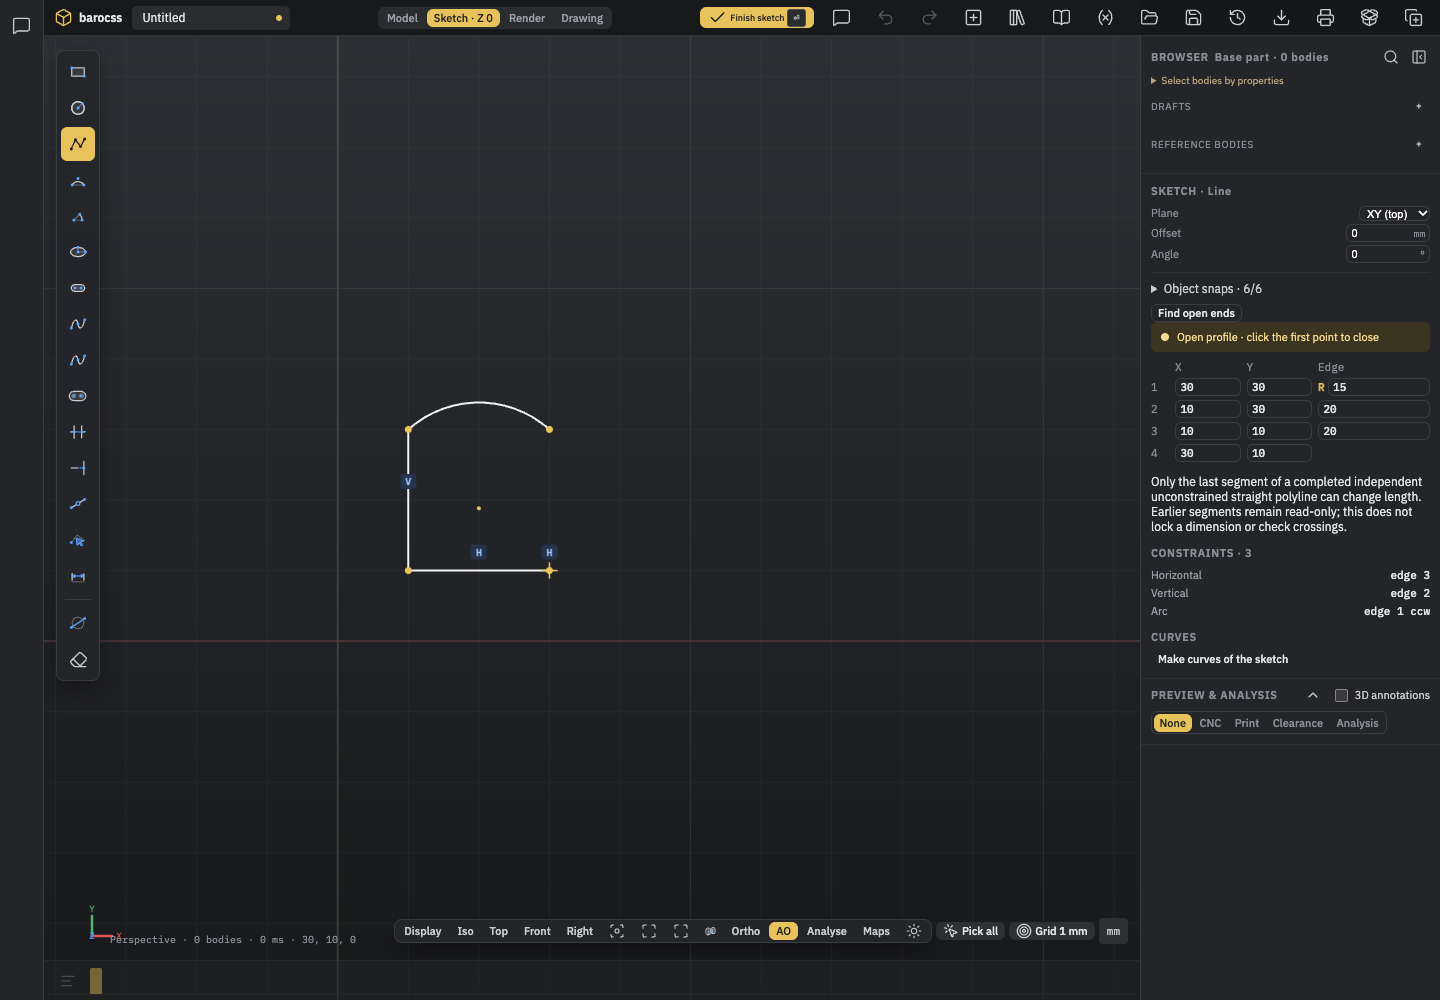 barocss
Untitled
Model
Sketch · Z 0
Render
Drawing
Finish sketch
BROWSER Base part · 0 bodies
Select bodies by properties
DRAFTS +
REFERENCE BODIES +
SKETCH · Line
Plane XY (top)
Offset 0 mm
Angle 0 °
Object snaps · 6/6
Find open ends
Open profile · click the first point to close
X Y Edge
1 30 30 R 15
2 10 30 20
3 10 10 20
4 30 10
Only the last segment of a completed independent
unconstrained straight polyline can change length.
Earlier segments remain read-only; this does not
lock a dimension or check crossings.
CONSTRAINTS · 3
Horizontal edge 3
Vertical edge 2
Arc edge 1 ccw
CURVES
Make curves of the sketch
PREVIEW & ANALYSIS 3D annotations
None CNC Print Clearance Analysis
V
H H
Y
Z X
Perspective · 0 bodies · 0 ms · 30, 10, 0
Display Iso Top Front Right Ortho AO Analyse Maps Pick all Grid 1 mm mm